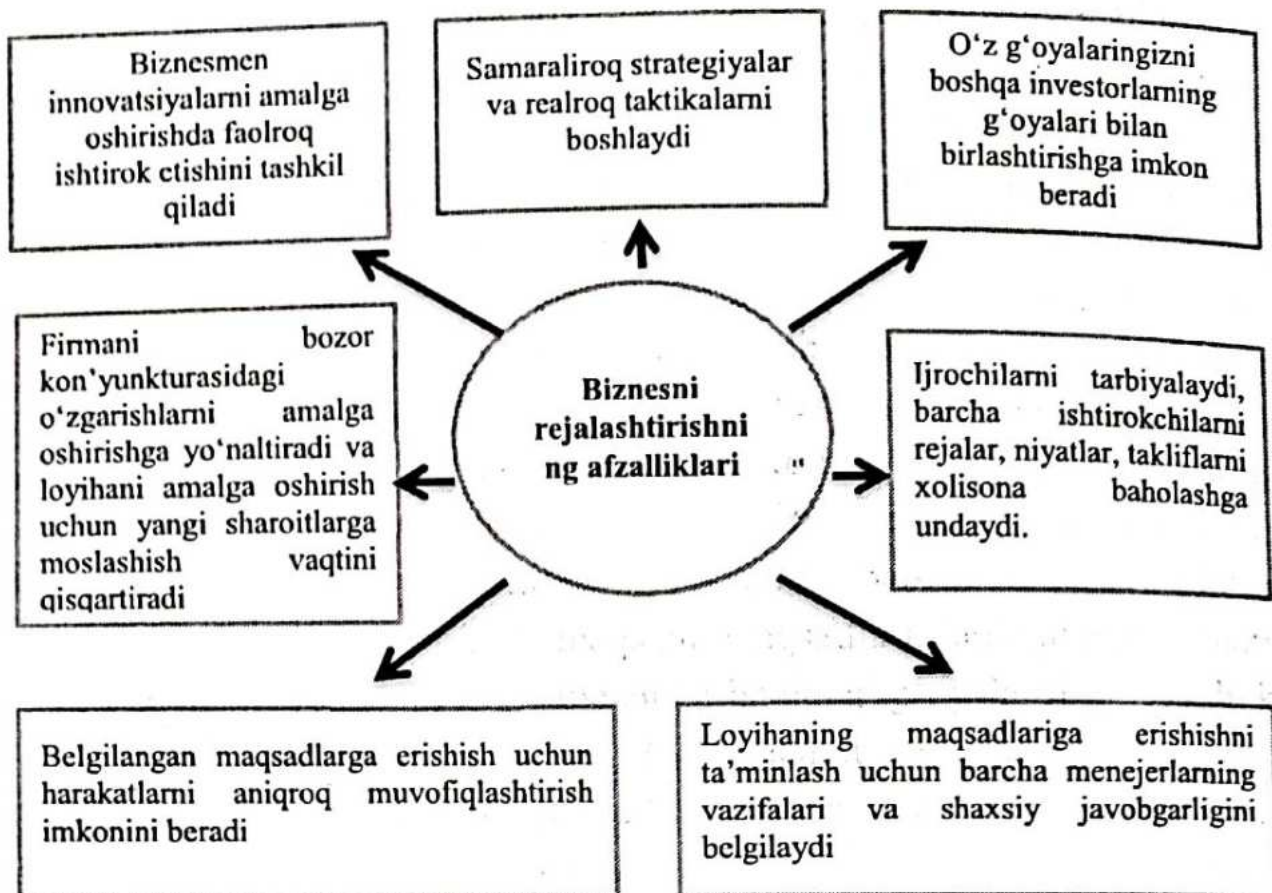 Biznesmen
innovatsiyalarni amalga
oshirishda faolroq
ishtirok etishini tashkil
qiladi
Samaraliroq strategiyalar
va realroq taktikalarni
boshlaydi
O‘z g‘oyalaringizni
boshqa investorlarning
g‘oyalari bilan
birlashtirishga imkon
beradi
Firmani bozor
kon’yunkturasidagi
o‘zgarishlarni amalga
oshirishga yo‘naltiradi va
loyihani amalga oshirish
uchun yangi sharoitlarga
moslashish vaqtini
qisqartiradi
Biznesni
rejalashtirishni
ng afzalliklari "
Ijrochilarni tarbiyalaydi,
barcha ishtirokchilarni
rejalar, niyatlar, takliflarni
xolisona baholashga
undaydi.
Belgilangan maqsadlarga erishish uchun
harakatlarni aniqroq muvofiqlashtirish
imkonini beradi
Loyihaning maqsadlariga erishishni
ta’minlash uchun barcha menejerlarning
vazifalari va shaxsiy javobgarligini
belgilaydi